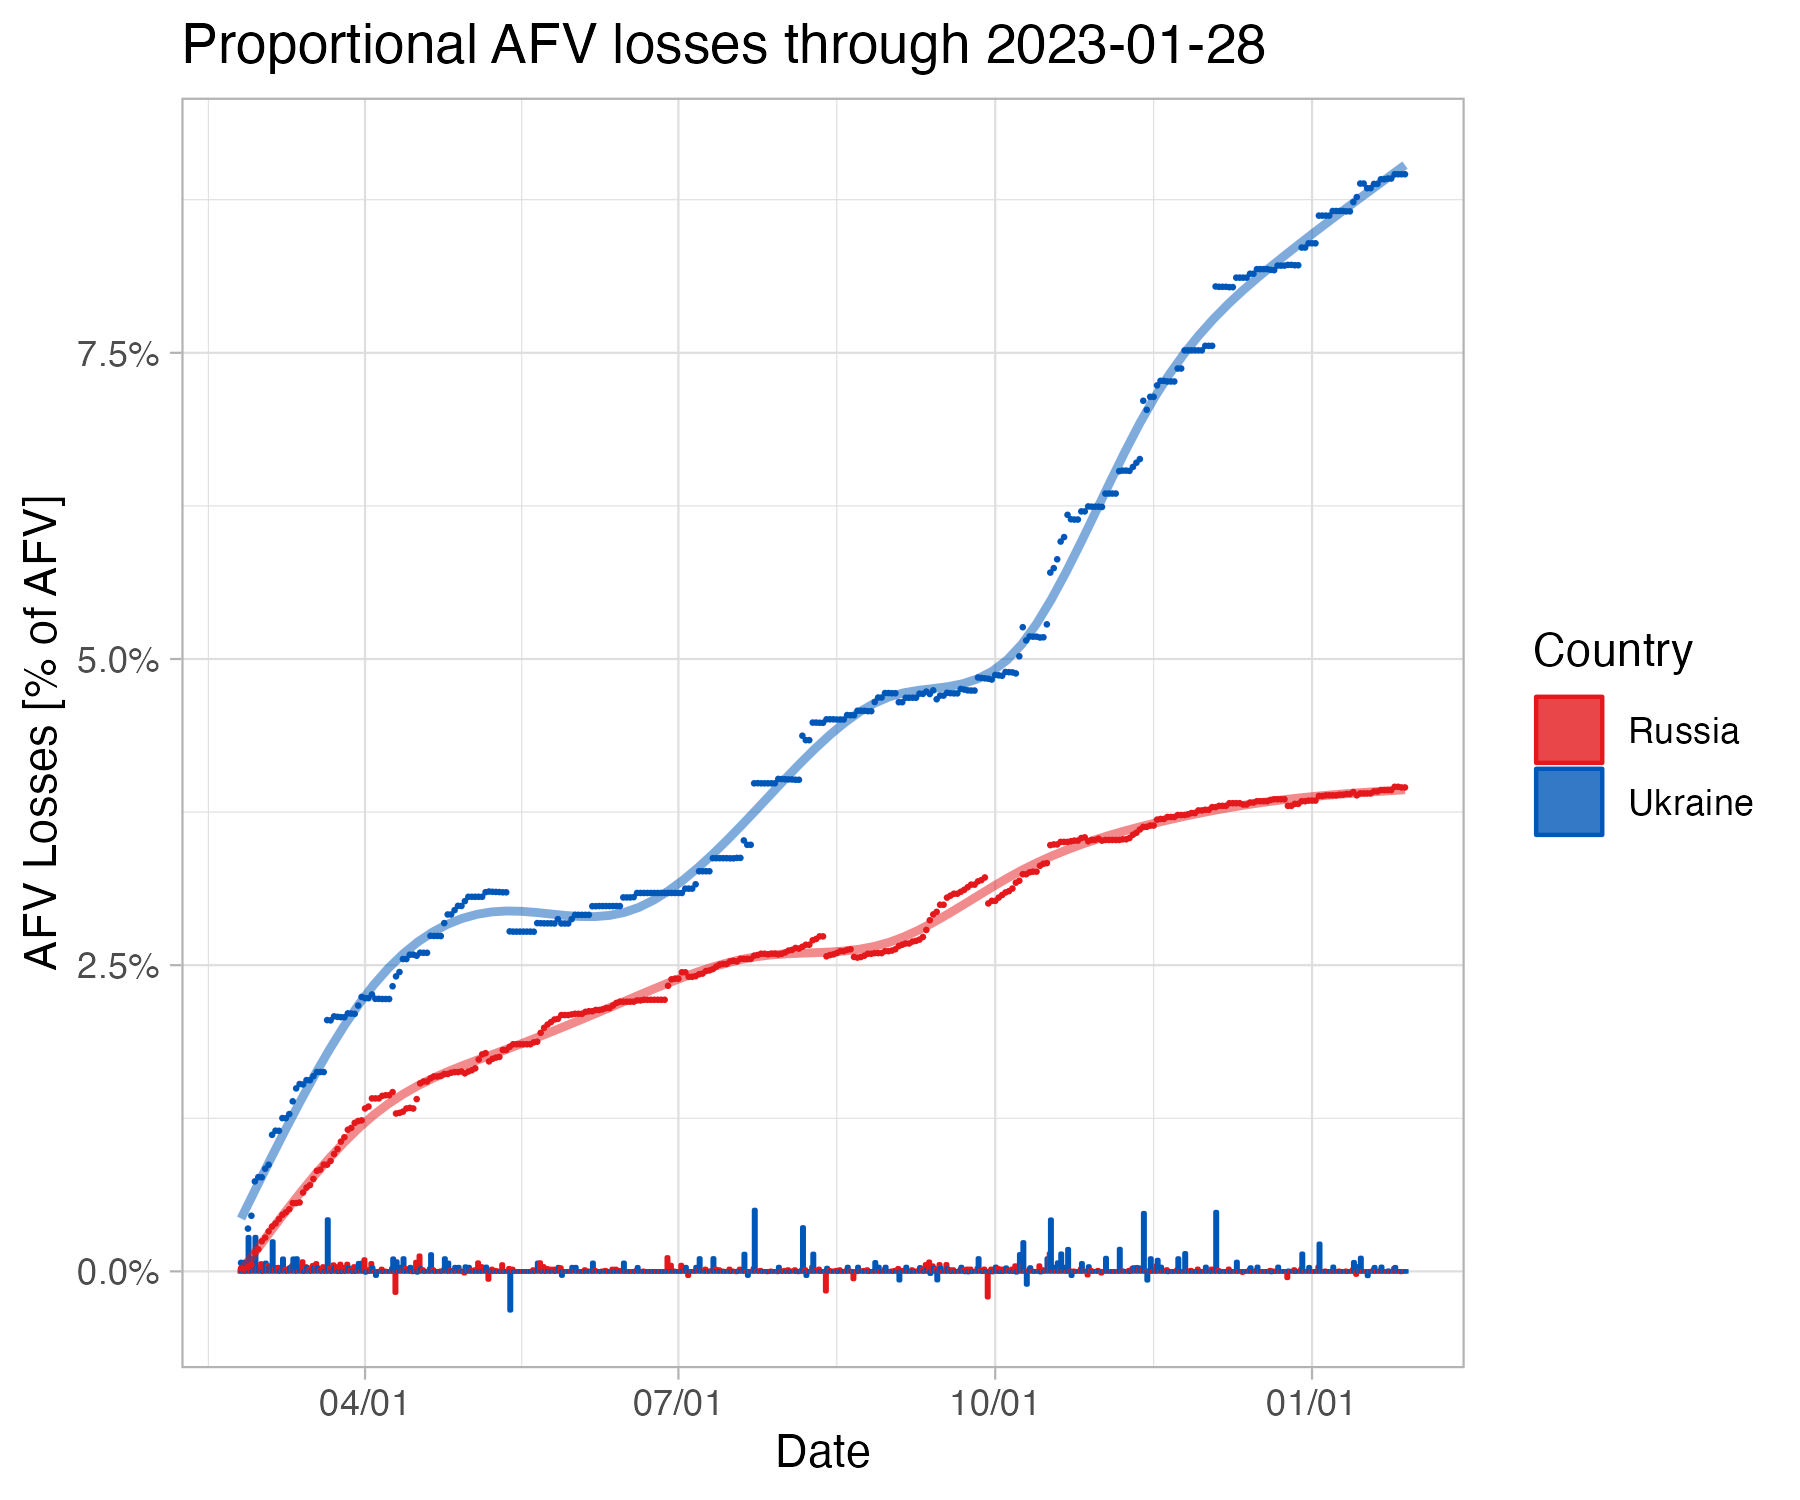 Proportional AFV losses through 2023-01-28
AFV Losses [% of AFV]
7.5%
5.0%
2.5%
0.0%
04/01
07/01
10/01
01/01
Date
Country
Russia
Ukraine